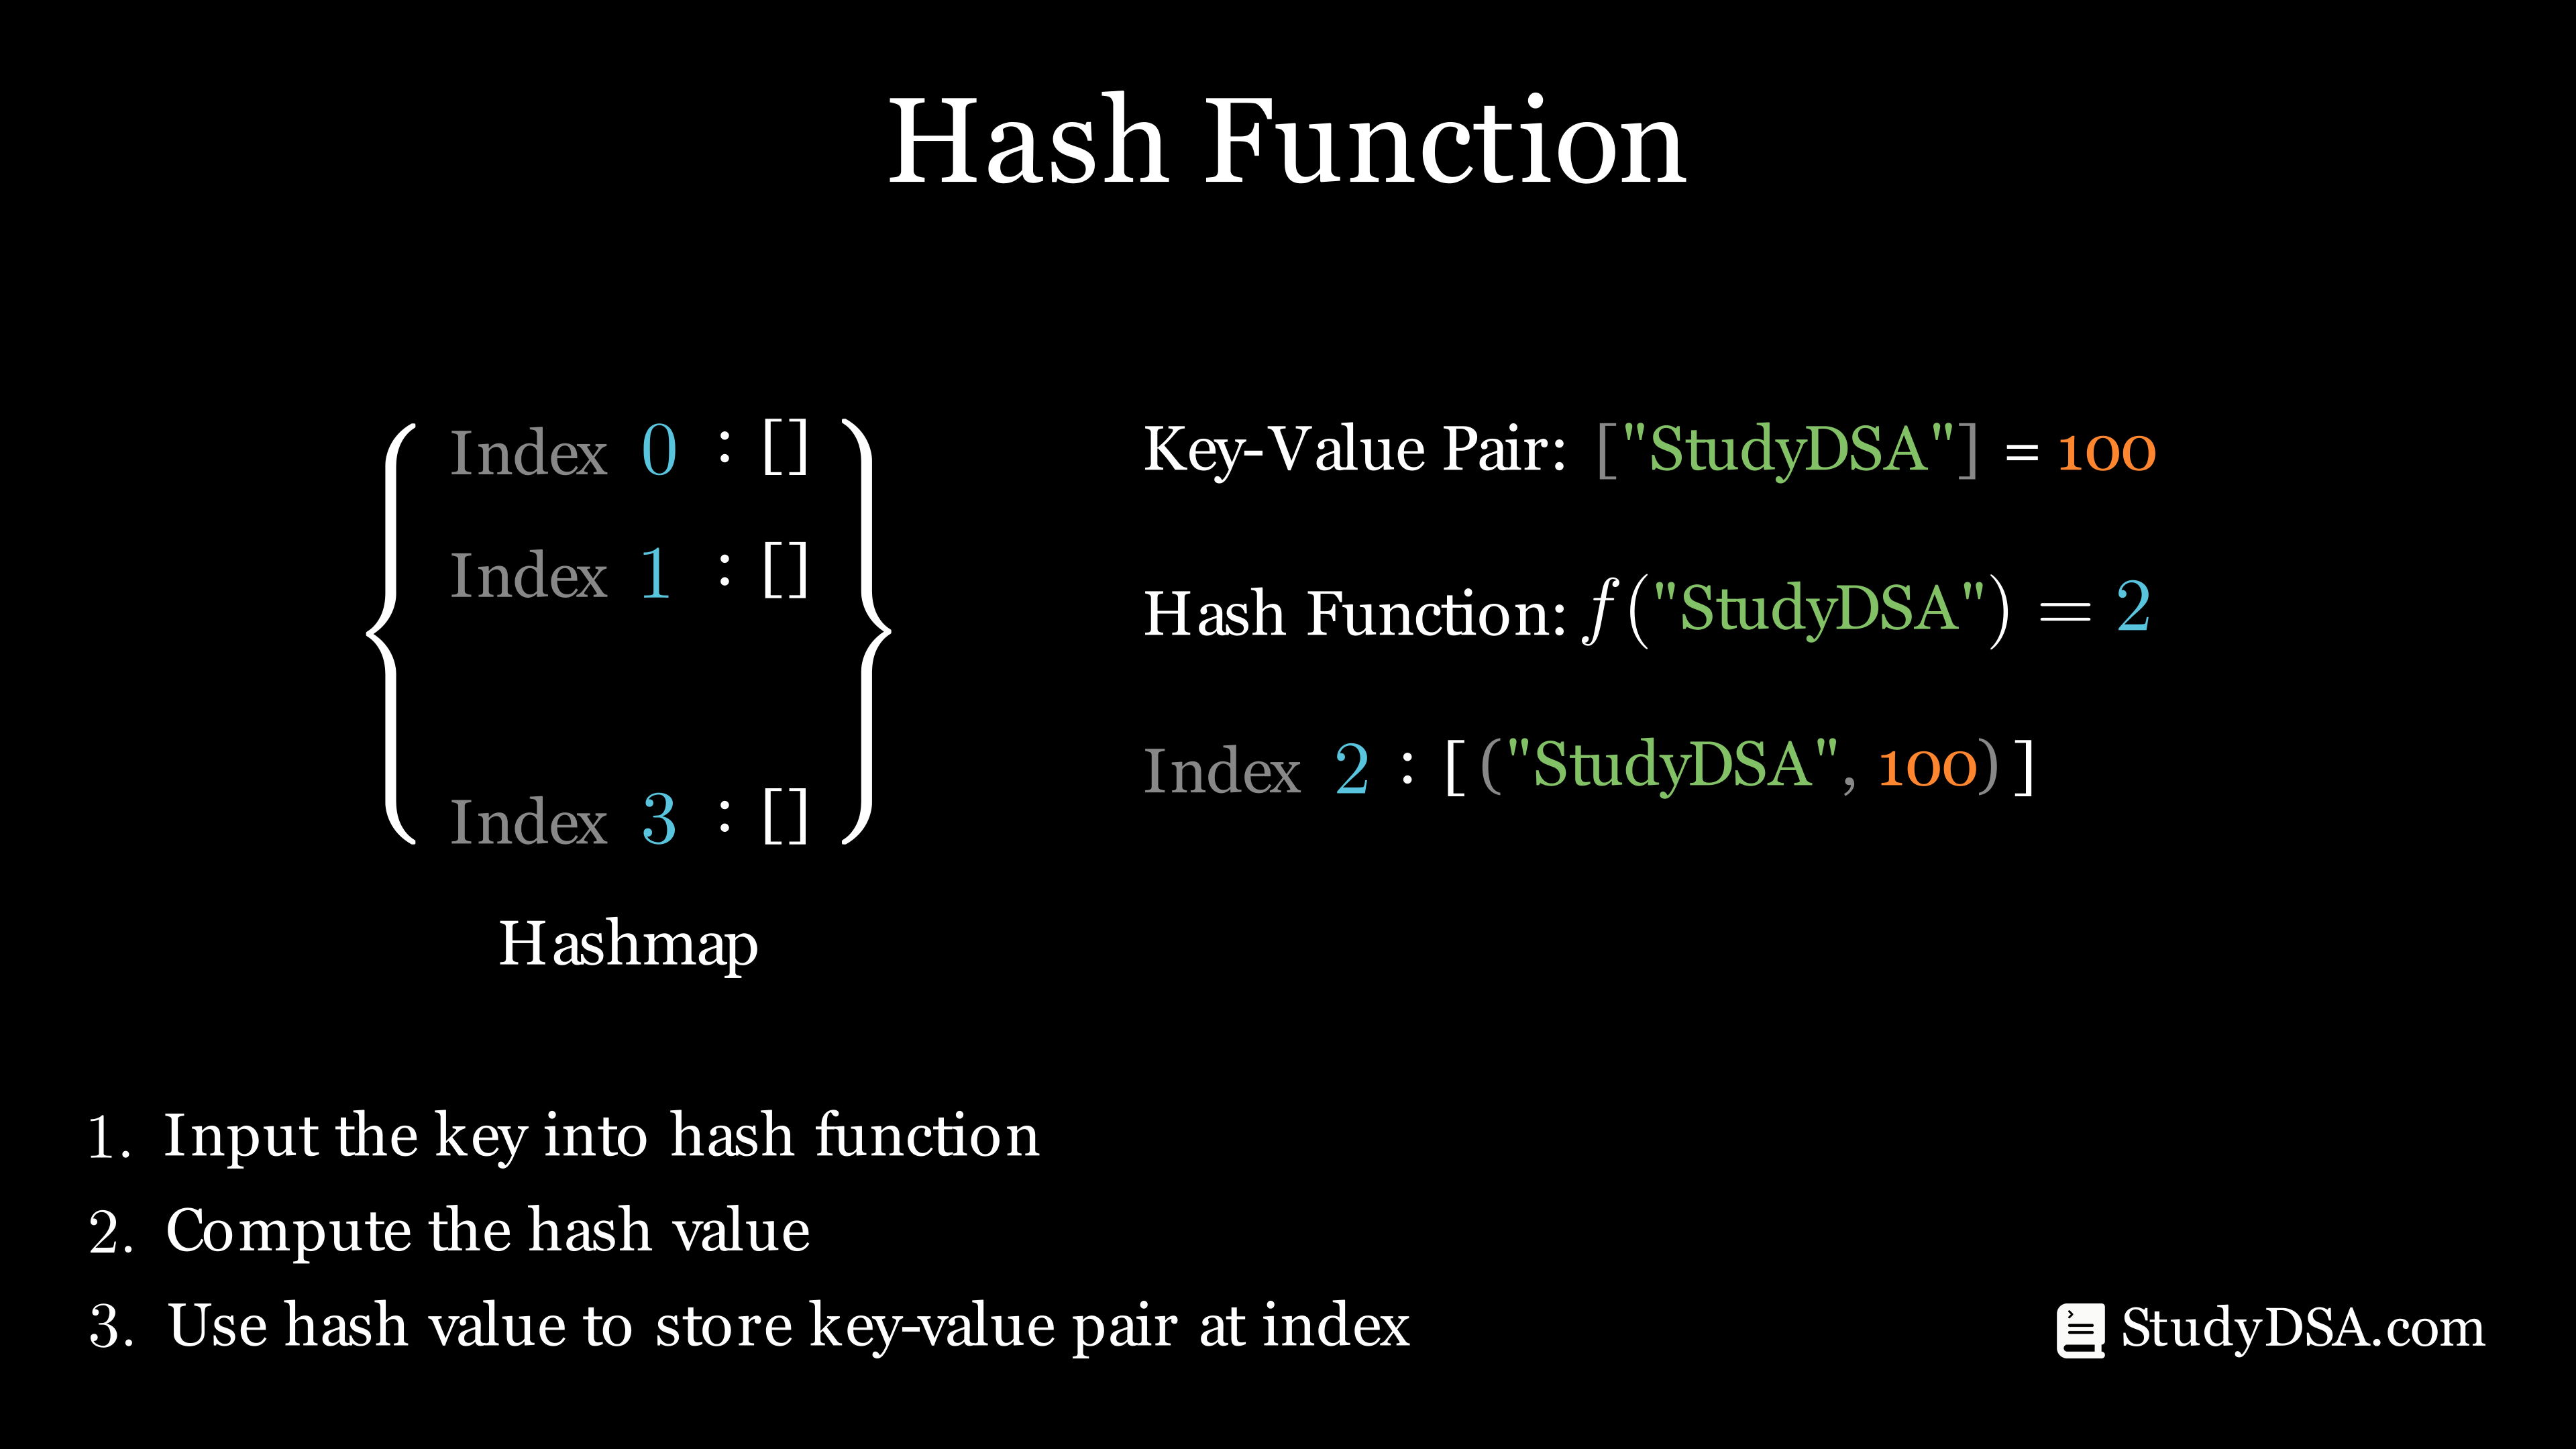 Hash Function
Index 0 : []
Index 1 : []
Index 3 : []
Hashmap
Key-Value Pair: ["StudyDSA"] = 100
Hash Function: f("StudyDSA") = 2
Index 2 : [("StudyDSA", 100)]
1. Input the key into hash function
2. Compute the hash value
3. Use hash value to store key-value pair at index
StudyDSA.com